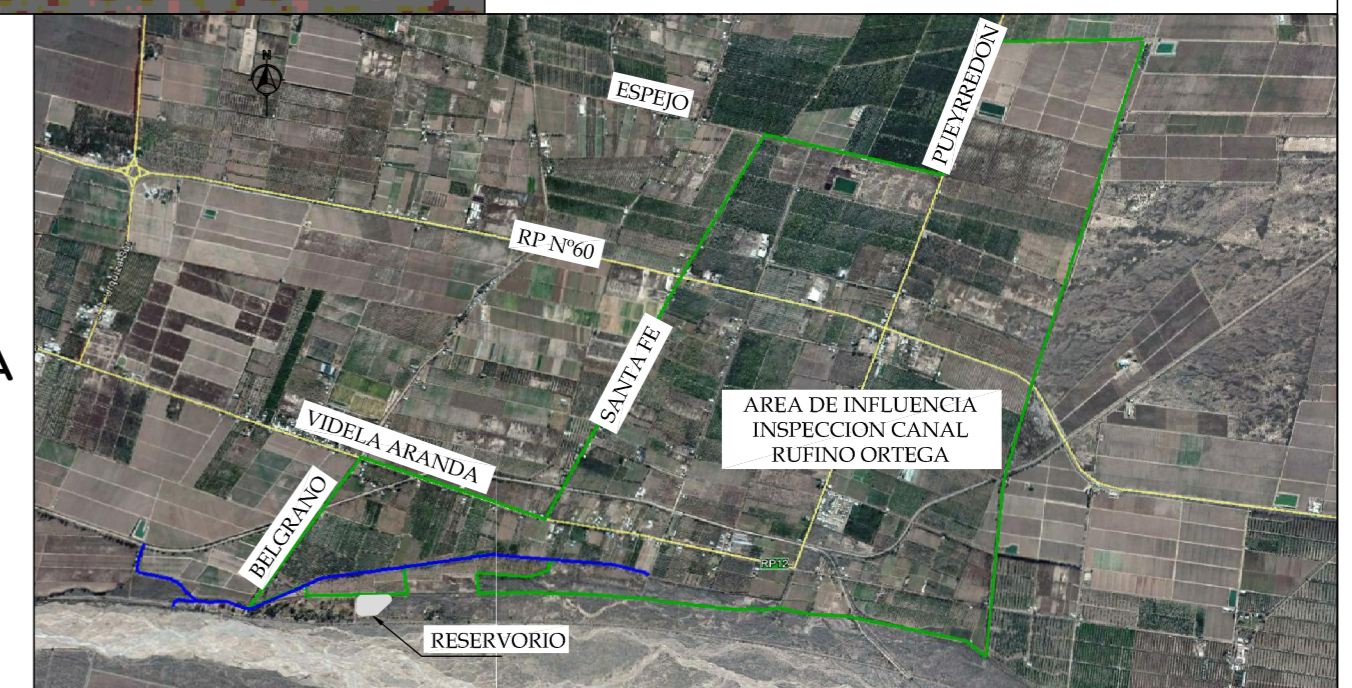 N
ESPEJO
PUEYRREDON
RP Nº60
SANTA FE
AREA DE INFLUENCIA
INSPECCION CANAL
RUFINO ORTEGA
VIDELA ARANDA
BELGRANO
RP12
RESERVORIO
A